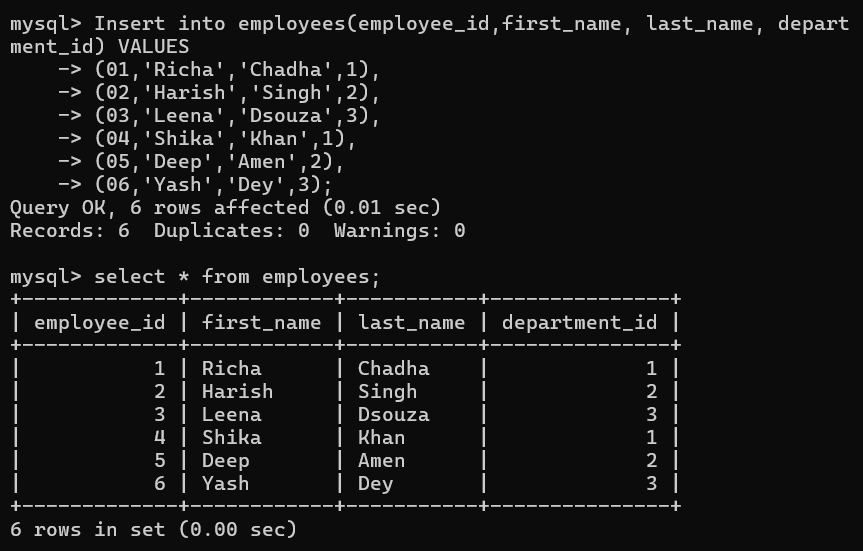 mysql> Insert into employees(employee_id,first_name, last_name, depart
ment_id) VALUES
    -> (01,'Richa','Chadha',1),
    -> (02,'Harish','Singh',2),
    -> (03,'Leena','Dsouza',3),
    -> (04,'Shika','Khan',1),
    -> (05,'Deep','Amen',2),
    -> (06,'Yash','Dey',3);
Query OK, 6 rows affected (0.01 sec)
Records: 6  Duplicates: 0  Warnings: 0

mysql> select * from employees;
+-------------+------------+-----------+---------------+
| employee_id | first_name | last_name | department_id |
+-------------+------------+-----------+---------------+
|           1 | Richa      | Chadha    |             1 |
|           2 | Harish     | Singh     |             2 |
|           3 | Leena      | Dsouza    |             3 |
|           4 | Shika      | Khan      |             1 |
|           5 | Deep       | Amen      |             2 |
|           6 | Yash       | Dey       |             3 |
+-------------+------------+-----------+---------------+
6 rows in set (0.00 sec)